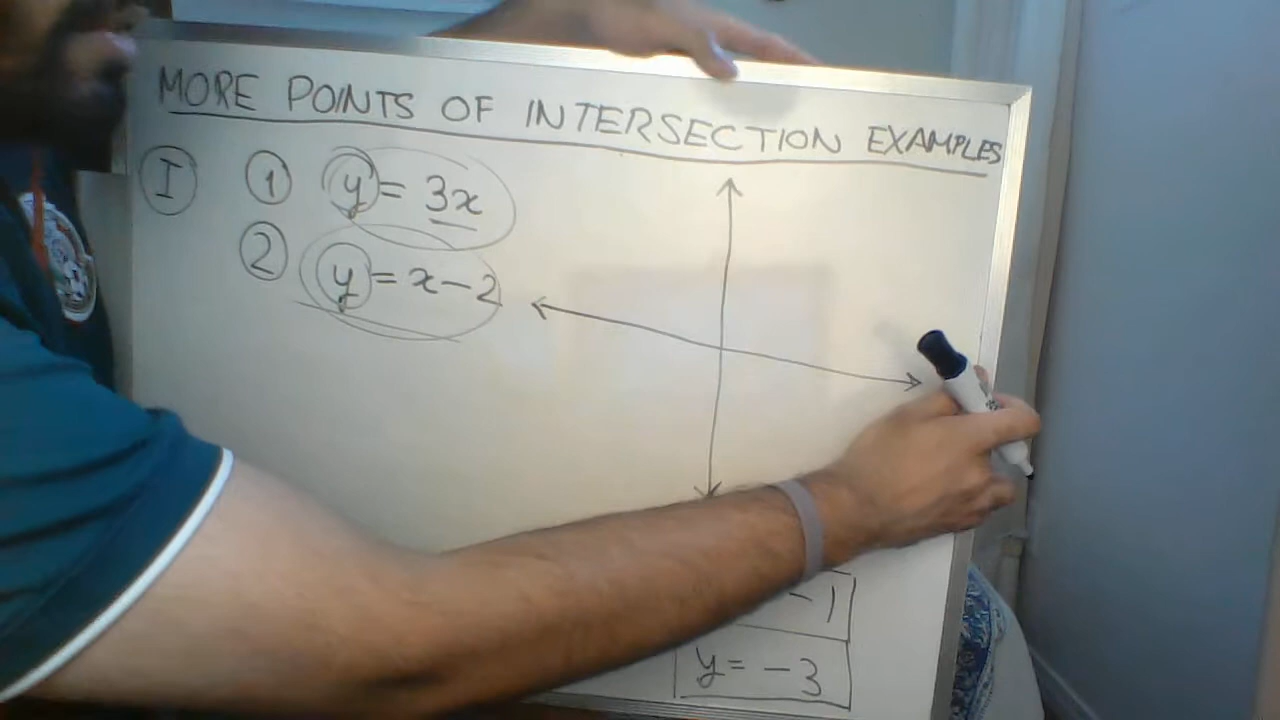 MORE POINTS OF INTERSECTION EXAMPLES
I 1 y = 3x
2 y = x - 2
- 1
y = - 3